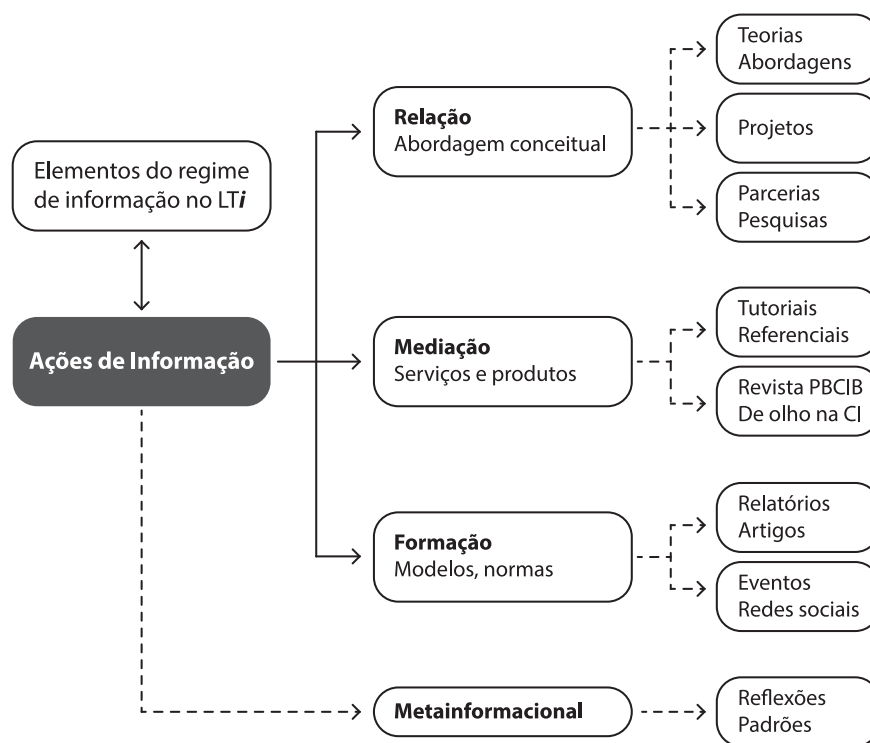 Teorias
Abordagens
Relação
Abordagem conceitual
Projetos
Elementos do regime
de informação no LTi
Parcerias
Pesquisas
Tutoriais
Referenciais
Ações de Informação
Mediação
Serviços e produtos
Revista PBCIB
De olho na CI
Relatórios
Artigos
Formação
Modelos, normas
Eventos
Redes sociais
Metainformacional
Reflexões
Padrões